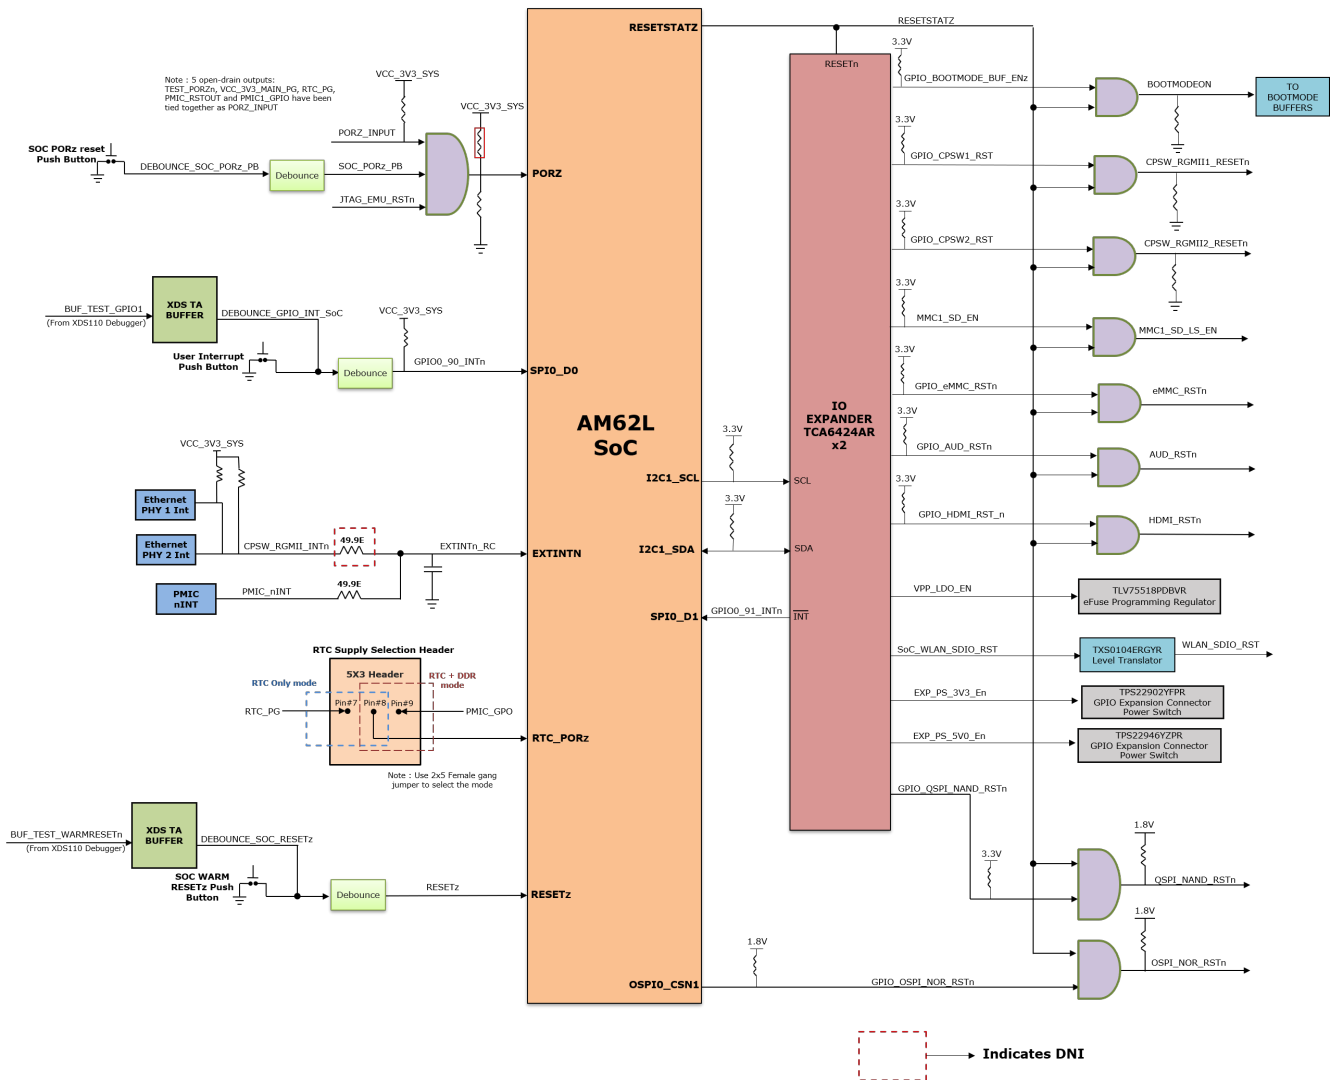 RESETSTATZ
RESETSTATZ
RESETn
Note : 5 open-drain outputs:
TEST_PORZn, VCC_3V3_MAIN_PG, RTC_PG,
PMIC_RSTOUT and PMIC1_GPIO have been
tied together as PORZ_INPUT
VCC_3V3_SYS
VCC_3V3_SYS
PORZ_INPUT
SOC PORz reset
Push Button
DEBOUNCE_SOC_PORz_PB
Debounce
SOC_PORz_PB
JTAG_EMU_RSTn
PORZ
3.3V
GPIO_BOOTMODE_BUF_ENz
BOOTMODEON
TO
BOOTMODE
BUFFERS
3.3V
GPIO_CPSW1_RST
CPSW_RGMII1_RESETn
3.3V
GPIO_CPSW2_RST
CPSW_RGMII2_RESETn
3.3V
MMC1_SD_EN
MMC1_SD_LS_EN
3.3V
GPIO_eMMC_RSTn
eMMC_RSTn
3.3V
GPIO_AUD_RSTn
AUD_RSTn
3.3V
GPIO_HDMI_RST_n
HDMI_RSTn
BUF_TEST_GPIO1
(From XDS110 Debugger)
XDS TA
BUFFER
DEBOUNCE_GPIO_INT_SoC
VCC_3V3_SYS
User Interrupt
Push Button
Debounce
GPIO0_90_INTn
SPI0_D0
AM62L
SoC
IO
EXPANDER
TCA6424AR
x2
VCC_3V3_SYS
Ethernet
PHY 1 Int
Ethernet
PHY 2 Int
CPSW_RGMII_INTn
49.9E
EXTINTn_RC
EXTINTN
PMIC
nINT
PMIC_nINT
49.9E
3.3V
I2C1_SCL
SCL
3.3V
I2C1_SDA
SDA
SPI0_D1
GPIO0_91_INTn
INT
VPP_LDO_EN
TLV75518PDBVR
eFuse Programming Regulator
SoC_WLAN_SDIO_RST
TXS0104ERGYR
Level Translator
WLAN_SDIO_RST
EXP_PS_3V3_En
TPS22902YFPR
GPIO Expansion Connector
Power Switch
EXP_PS_5V0_En
TPS22946YZPR
GPIO Expansion Connector
Power Switch
RTC Supply Selection Header
5X3 Header
RTC Only mode
RTC + DDR
mode
Pin#7
Pin#8
Pin#9
RTC_PG
PMIC_GPO
RTC_PORz
Note : Use 2x5 Female gang
jumper to select the mode
GPIO_QSPI_NAND_RSTn
3.3V
1.8V
QSPI_NAND_RSTn
BUF_TEST_WARMRESETn
(From XDS110 Debugger)
XDS TA
BUFFER
DEBOUNCE_SOC_RESETz
SOC WARM
RESETz Push
Button
Debounce
RESETz
RESETz
1.8V
OSPI_NOR_RSTn
1.8V
OSPI0_CSN1
GPIO_OSPI_NOR_RSTn
Indicates DNI